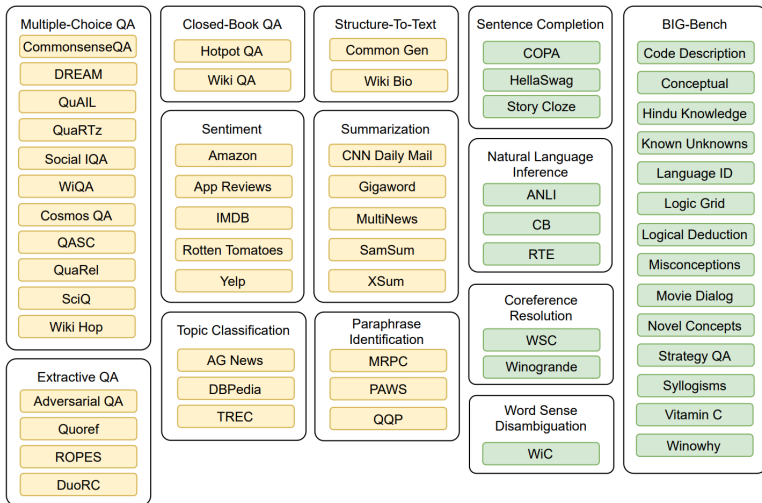 Multiple-Choice QA
CommonsenseQA
DREAM
QuAIL
QuaRTz
Social IQA
WiQA
Cosmos QA
QASC
QuaRel
SciQ
Wiki Hop
Extractive QA
Adversarial QA
Quoref
ROPES
DuoRC
Closed-Book QA
Hotpot QA
Wiki QA
Sentiment
Amazon
App Reviews
IMDB
Rotten Tomatoes
Yelp
Topic Classification
AG News
DBPedia
TREC
Structure-To-Text
Common Gen
Wiki Bio
Summarization
CNN Daily Mail
Gigaword
MultiNews
SamSum
XSum
Paraphrase
Identification
MRPC
PAWS
QQP
Sentence Completion
COPA
HellaSwag
Story Cloze
Natural Language
Inference
ANLI
CB
RTE
Coreference
Resolution
WSC
Winogrande
Word Sense
Disambiguation
WiC
BIG-Bench
Code Description
Conceptual
Hindu Knowledge
Known Unknowns
Language ID
Logic Grid
Logical Deduction
Misconceptions
Movie Dialog
Novel Concepts
Strategy QA
Syllogisms
Vitamin C
Winowhy